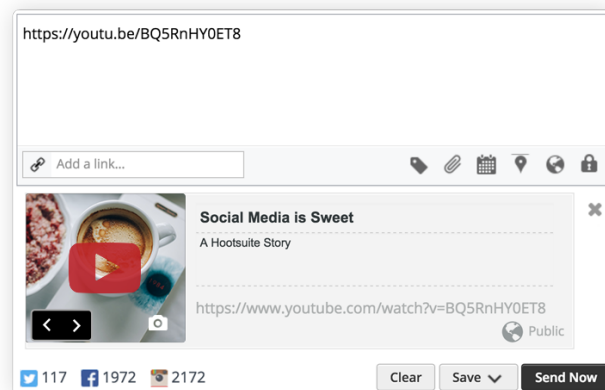 https://youtu.be/BQ5RnHY0ET8
Add a link...
Social Media is Sweet
A Hootsuite Story
https://www.youtube.com/watch?v=BQ5RnHY0ET8
Public
117 1972 2172 Clear Save Send Now